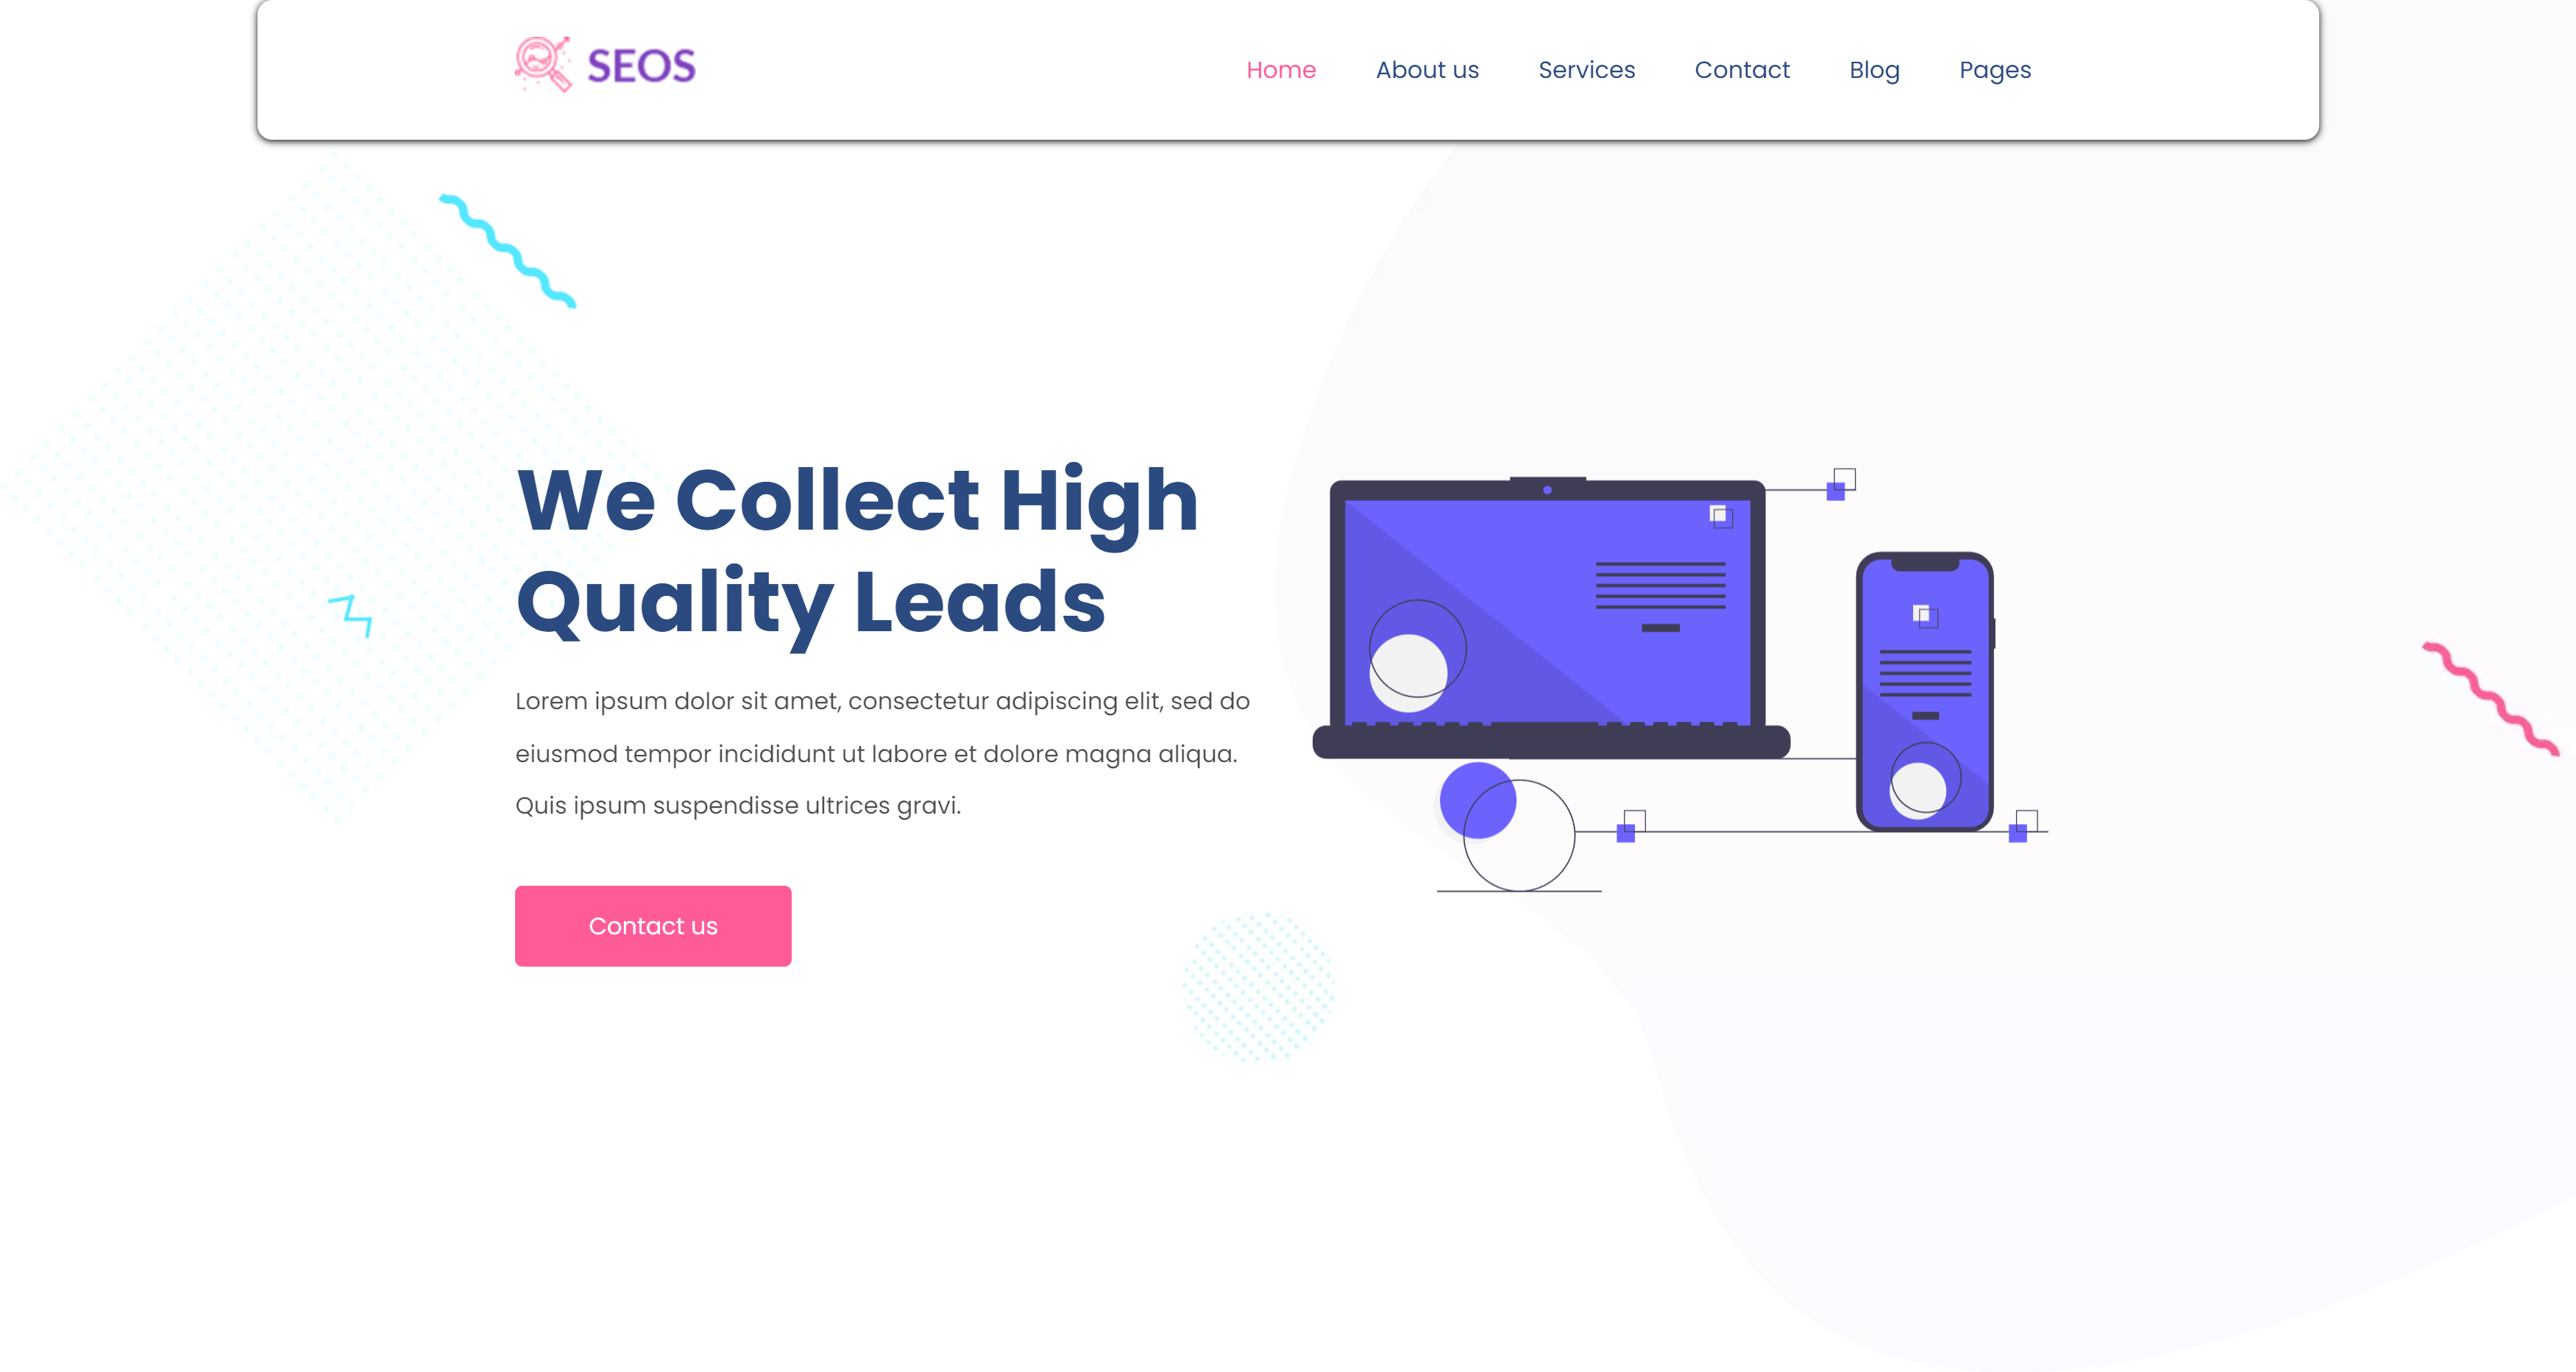 SEOS
Home About us Services Contact Blog Pages
We Collect High
Quality Leads
Lorem ipsum dolor sit amet, consectetur adipiscing elit, sed do
eiusmod tempor incididunt ut labore et dolore magna aliqua.
Quis ipsum suspendisse ultrices gravi.
Contact us